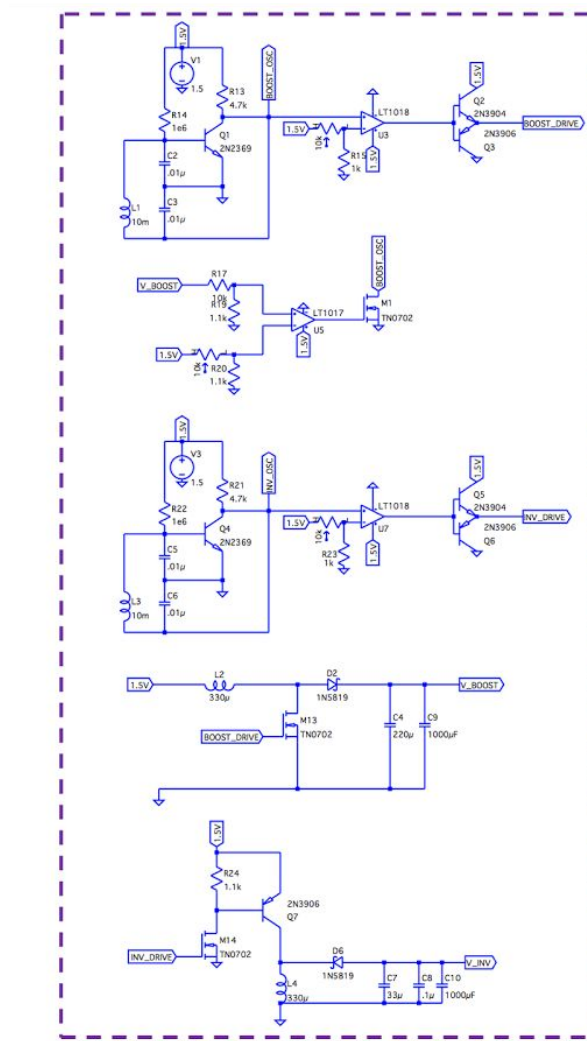 1.5V
V1
1.5
R13
4.7k
BOOST_OSC
R14
1e6
Q1
2N2369
C2
.01µ
C3
.01µ
L1
10m
1.5V
10k
R15
1k
LT1018
U3
1.5V
1.5V
Q2
2N3904
2N3906
Q3
BOOST_DRIVE
V_BOOST
R17
10k
R19
1.1k
LT1017
U5
1.5V
BOOST_OSC
M1
TN0702
1.5V
10k
R20
1.1k
1.5V
V3
1.5
R21
4.7k
INV_OSC
R22
1e6
Q4
2N2369
C5
.01µ
C6
.01µ
L3
10m
1.5V
10k
R23
1k
LT1018
U7
1.5V
1.5V
Q5
2N3904
2N3906
Q6
INV_DRIVE
1.5V
L2
330µ
D2
1N5819
V_BOOST
M13
TN0702
BOOST_DRIVE
C4
220µ
C9
1000µF
1.5V
R24
1.1k
2N3906
Q7
M14
TN0702
INV_DRIVE
D6
1N5819
V_INV
L4
330µ
C7
33µ
C8
.1µ
C10
1000µF